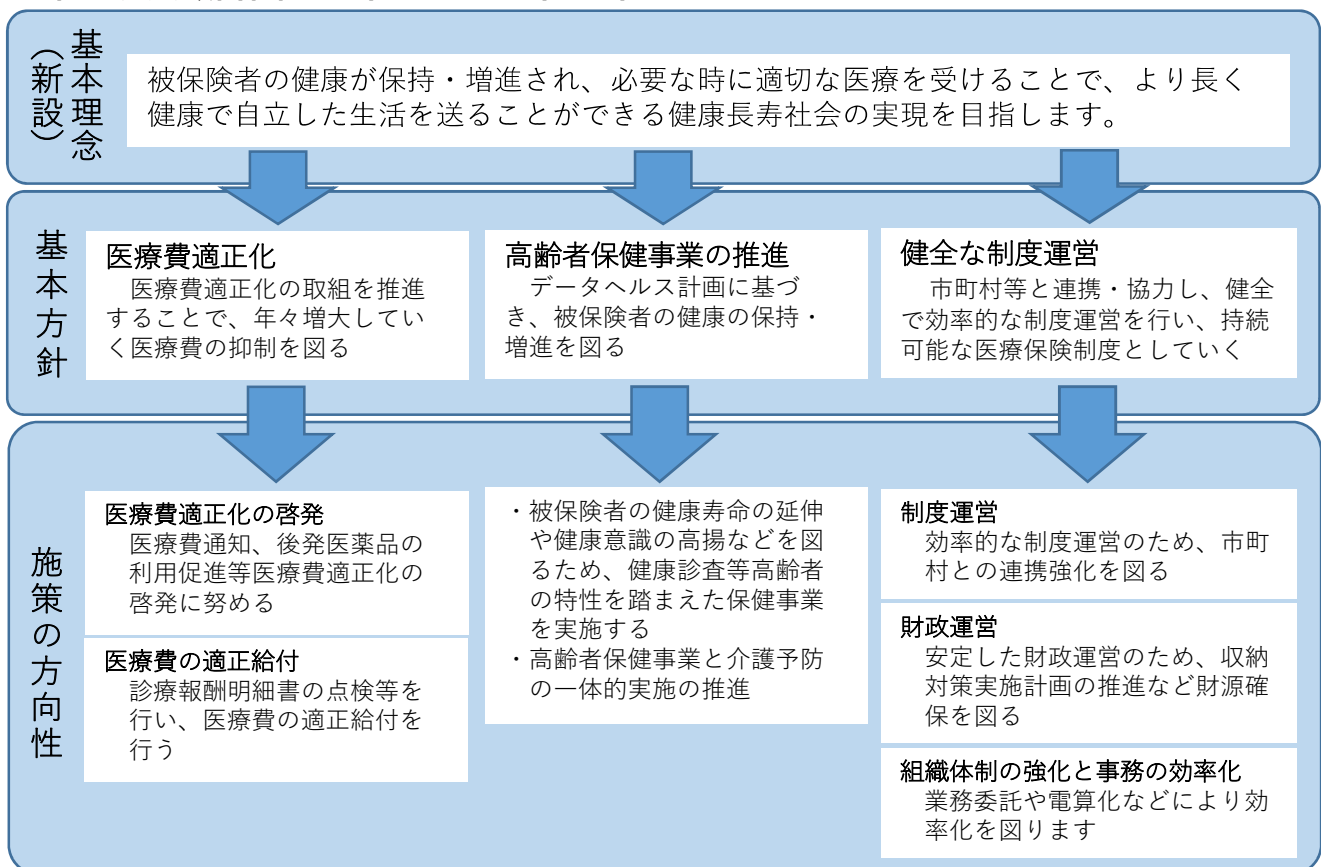 基本理念
（新設）
被保険者の健康が保持・増進され、必要な時に適切な医療を受けることで、より長く
健康で自立した生活を送ることができる健康長寿社会の実現を目指します。
基本方針
医療費適正化
医療費適正化の取組を推進
することで、年々増大してい
く医療費の抑制を図る
高齢者保健事業の推進
データヘルス計画に基づ
き、被保険者の健康の保持・
増進を図る
健全な制度運営
市町村等と連携・協力し、健全
で効率的な制度運営を行い、持続
可能な医療保険制度としていく
施策の方向性
医療費適正化の啓発
医療費通知、後発医薬品の
利用促進等医療費適正化の
啓発に努める
医療費の適正給付
診療報酬明細書の点検等を
行い、医療費の適正給付を
行う
・被保険者の健康寿命の延伸
や健康意識の高揚などを図
るため、健康診査等高齢者
の特性を踏まえた保健事業
を実施する
・高齢者保健事業と介護予防
の一体的実施の推進
制度運営
効率的な制度運営のため、市町
村との連携強化を図る
財政運営
安定した財政運営のため、収納
対策実施計画の推進など財源確
保を図る
組織体制の強化と事務の効率化
業務委託や電算化などにより効
率化を図ります